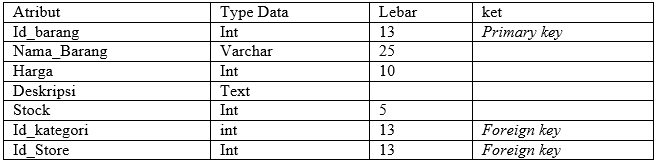 Atribut Type Data Lebar ket
Id_barang Int 13 Primary key
Nama_Barang Varchar 25
Harga Int 10
Deskripsi Text
Stock Int 5
Id_kategori int 13 Foreign key
Id_Store Int 13 Foreign key